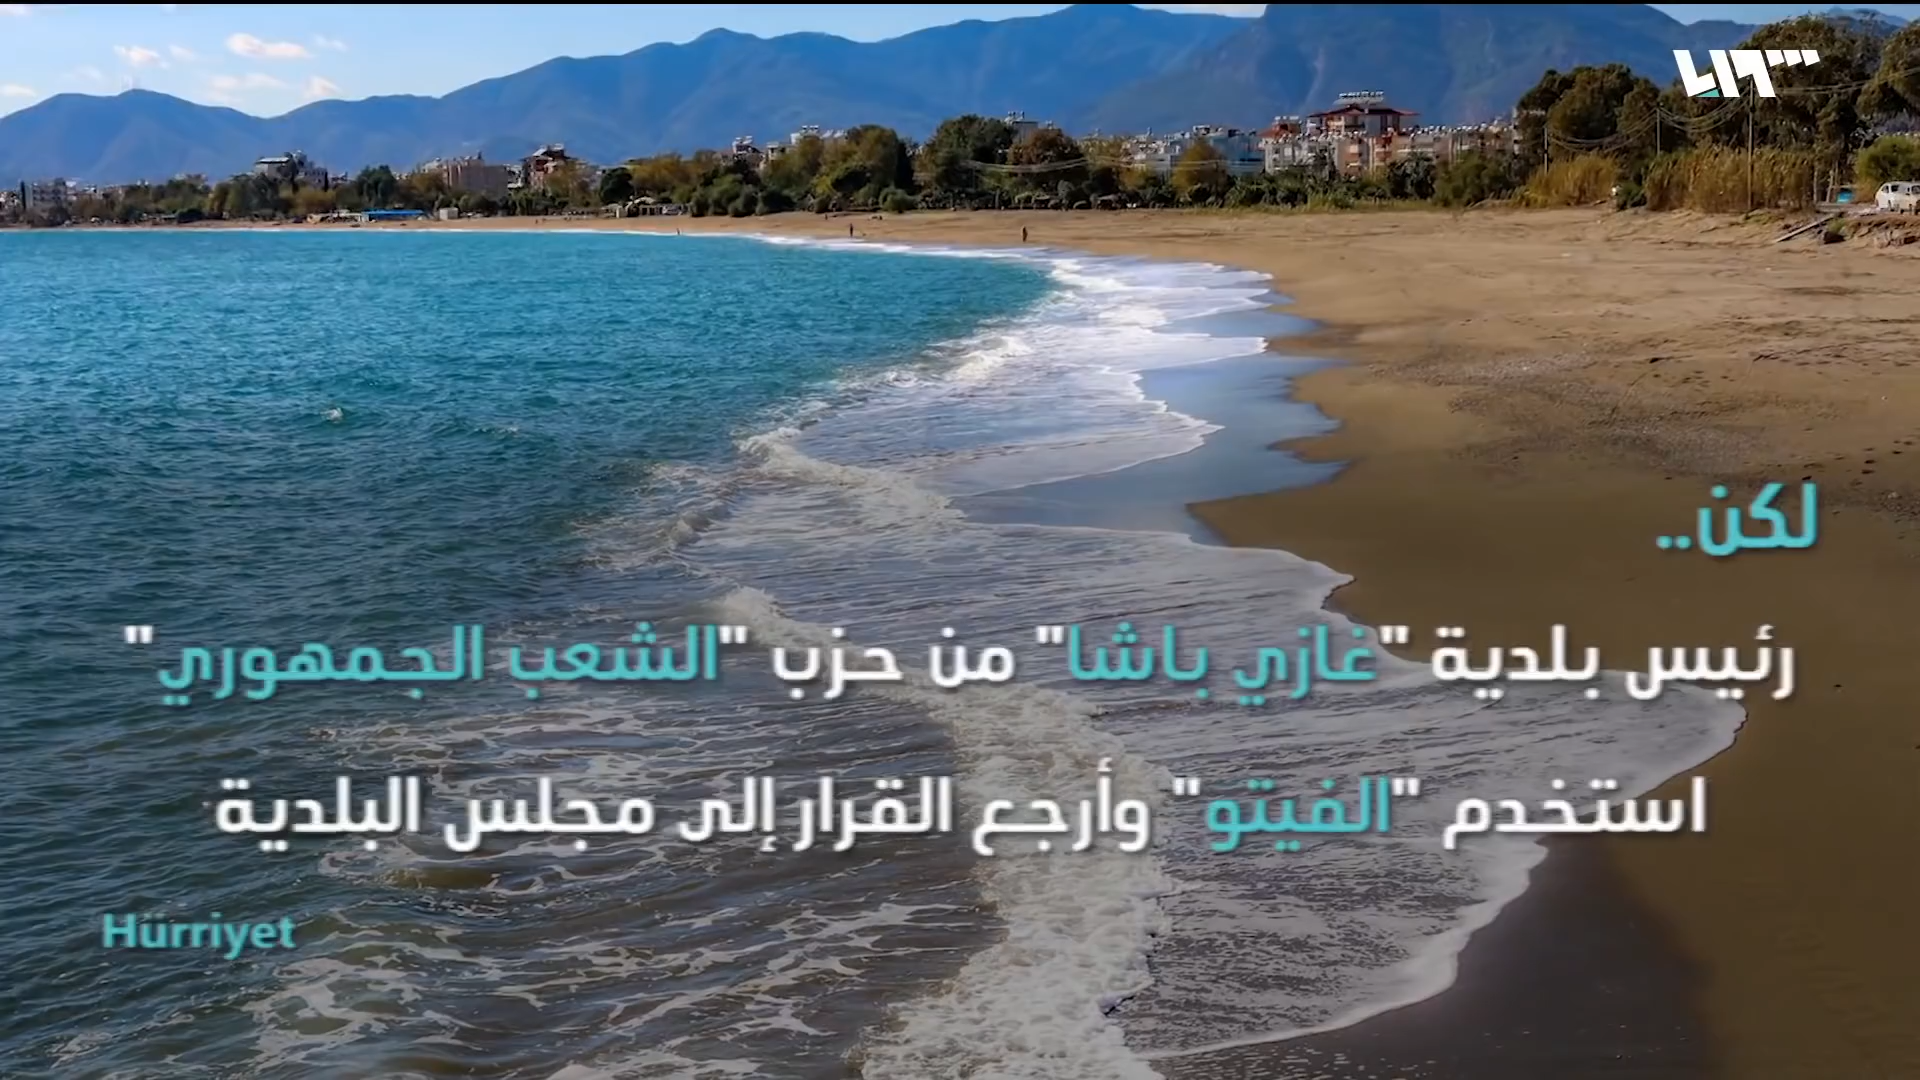 لكن..
رئيس بلدية "غازي باشا" من حزب "الشعب الجمهوري"
استخدم "الفيتو" وأرجع القرار إلى مجلس البلدية
Hürriyet